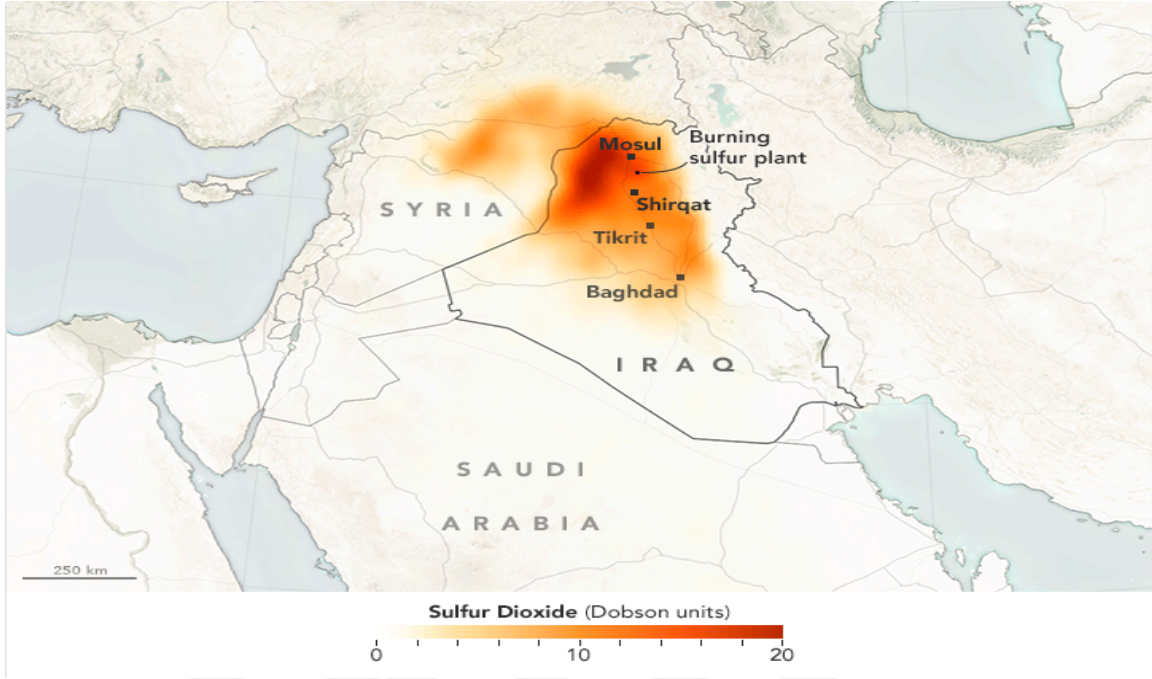 Mosul
Burning
sulfur plant
SYRIA
Shirqat
Tikrit
Baghdad
IRAQ
SAUDI
ARABIA
250 km
Sulfur Dioxide (Dobson units)
0 10 20